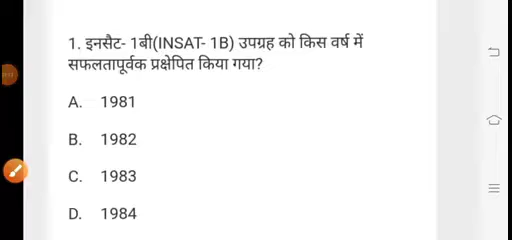 1. इनसैट- 1बी(INSAT- 1B) उपग्रह को किस वर्ष में
सफलतापूर्वक प्रक्षेपित किया गया?
A. 1981
B. 1982
C. 1983
D. 1984